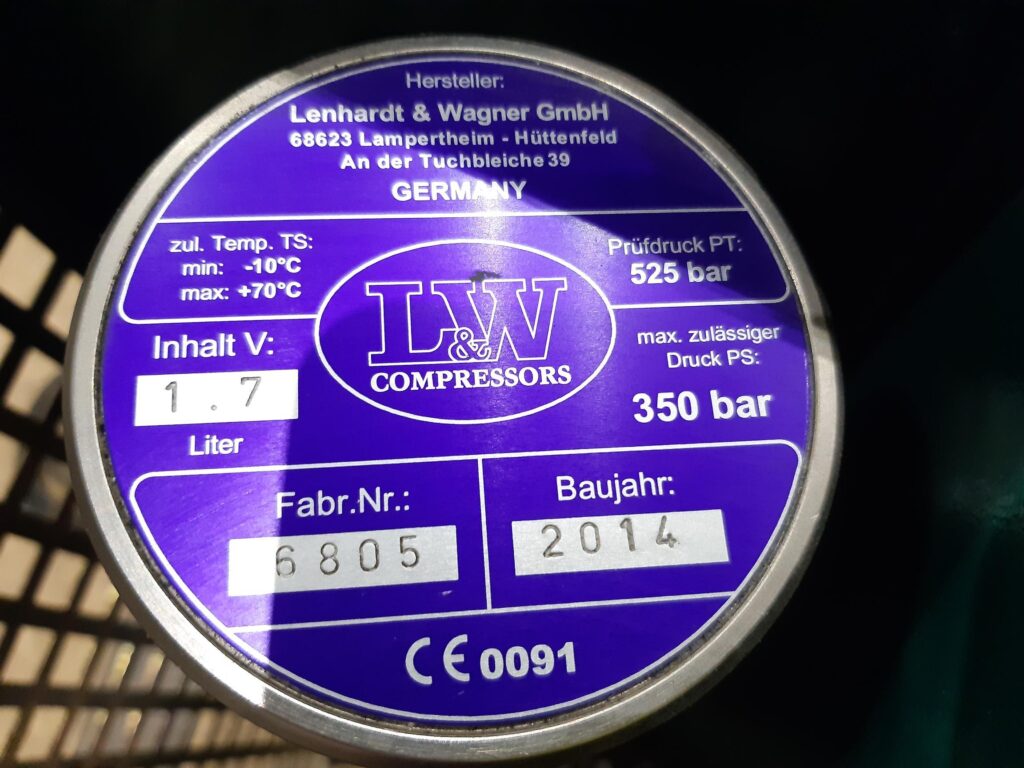 Hersteller:
Lenhardt & Wagner GmbH
68623 Lampertheim - Hüttenfeld
An der Tuchbleiche 39
GERMANY
zul. Temp. TS:
min: -10°C
max: +70°C
Prüfdruck PT:
525 bar
L&W
COMPRESSORS
Inhalt V:
1.7
Liter
max. zulässiger
Druck PS:
350 bar
Fabr.Nr.:
6805
Baujahr:
2014
CE 0091